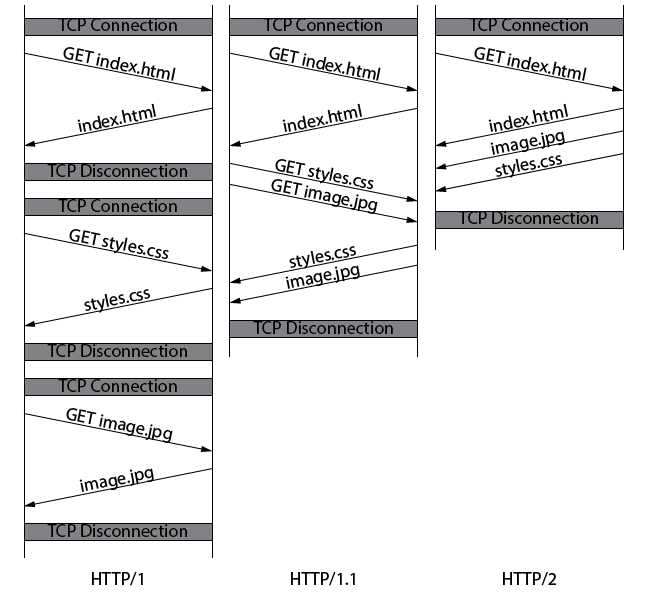 TCP Connection
GET index.html
index.html
TCP Disconnection
TCP Connection
GET styles.css
styles.css
TCP Disconnection
TCP Connection
GET image.jpg
image.jpg
TCP Disconnection
HTTP/1
TCP Connection
GET index.html
index.html
GET styles.css
GET image.jpg
styles.css
image.jpg
TCP Disconnection
HTTP/1.1
TCP Connection
GET index.html
index.html
image.jpg
styles.css
TCP Disconnection
HTTP/2